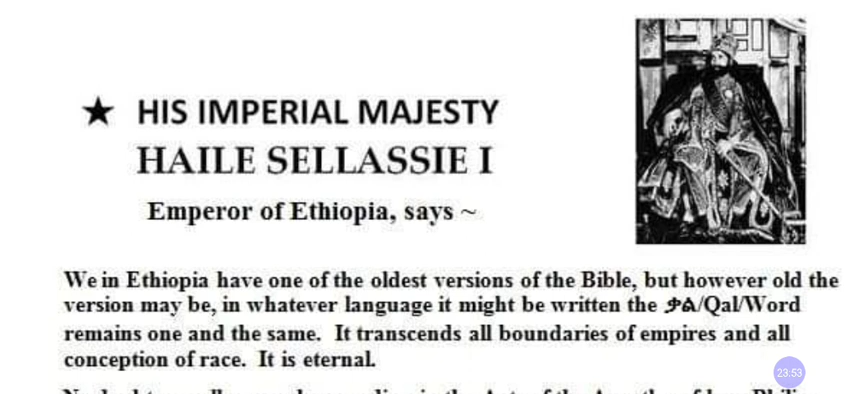 ★ HIS IMPERIAL MAJESTY
HAILE SELLASSIE I
Emperor of Ethiopia, says ~
We in Ethiopia have one of the oldest versions of the Bible, but however old the
version may be, in whatever language it might be written the ቃል/Qal/Word
remains one and the same. It transcends all boundaries of empires and all
conception of race. It is eternal.
23:53